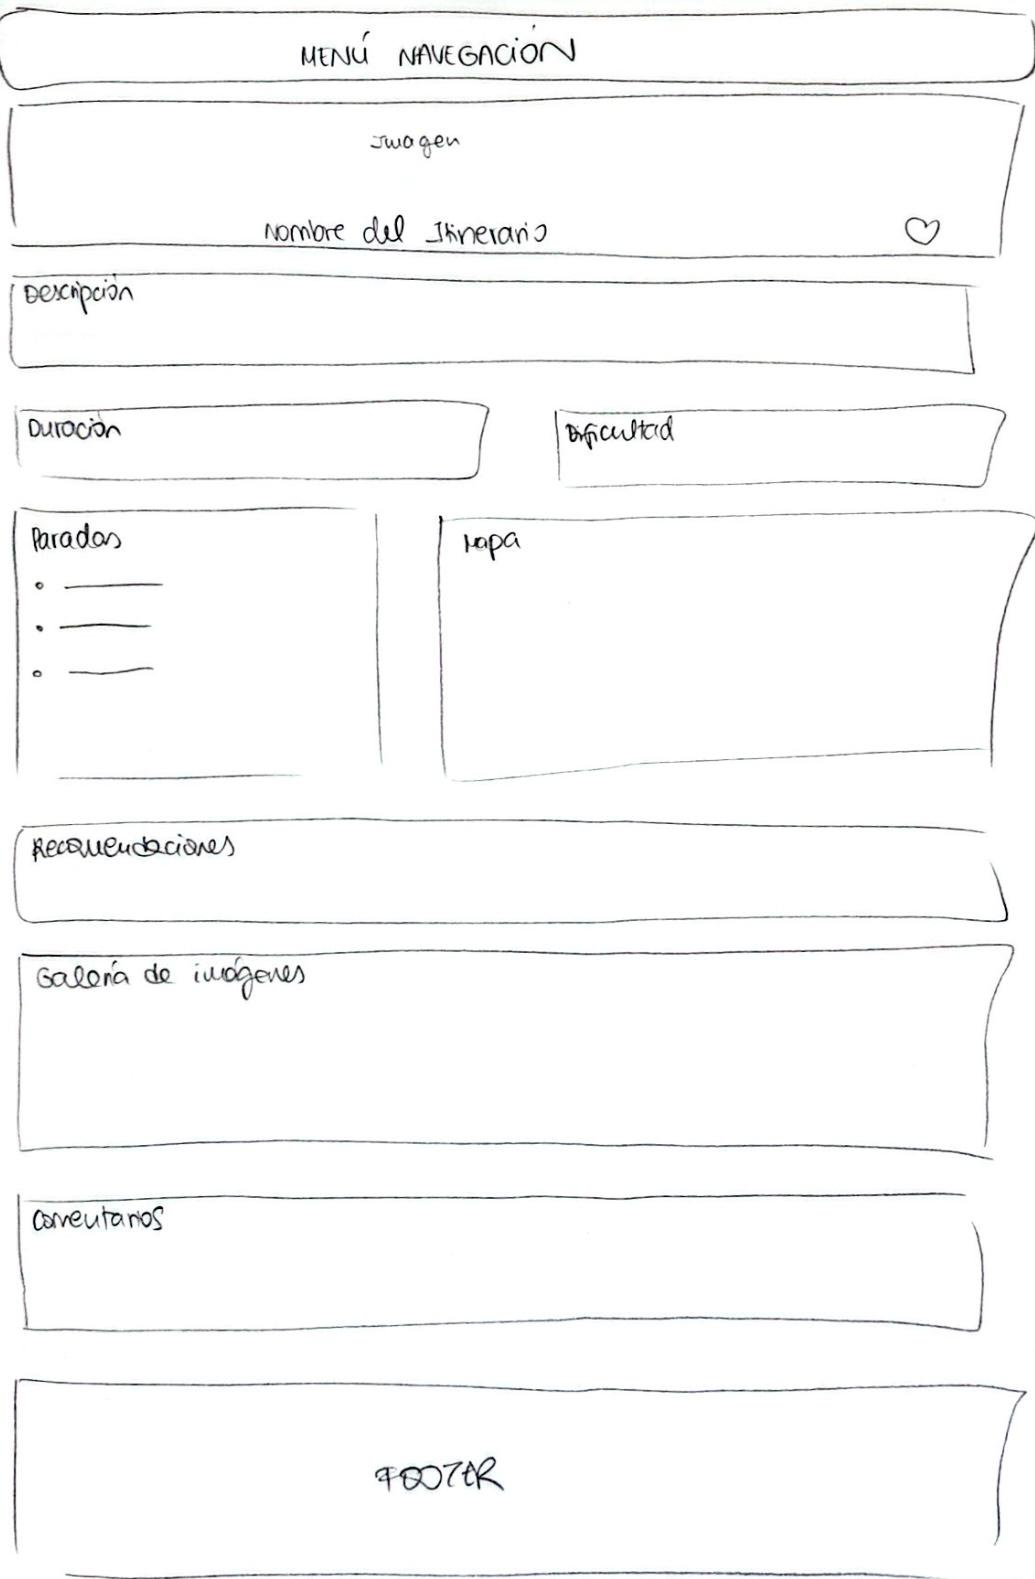 MENÚ NAVEGACIÓN
Imagen
Nombre del Itinerario
Descripción
Duración
Dificultad
Paradas
Mapa
Recomendaciones
Galería de imágenes
Comentarios
FOOTER